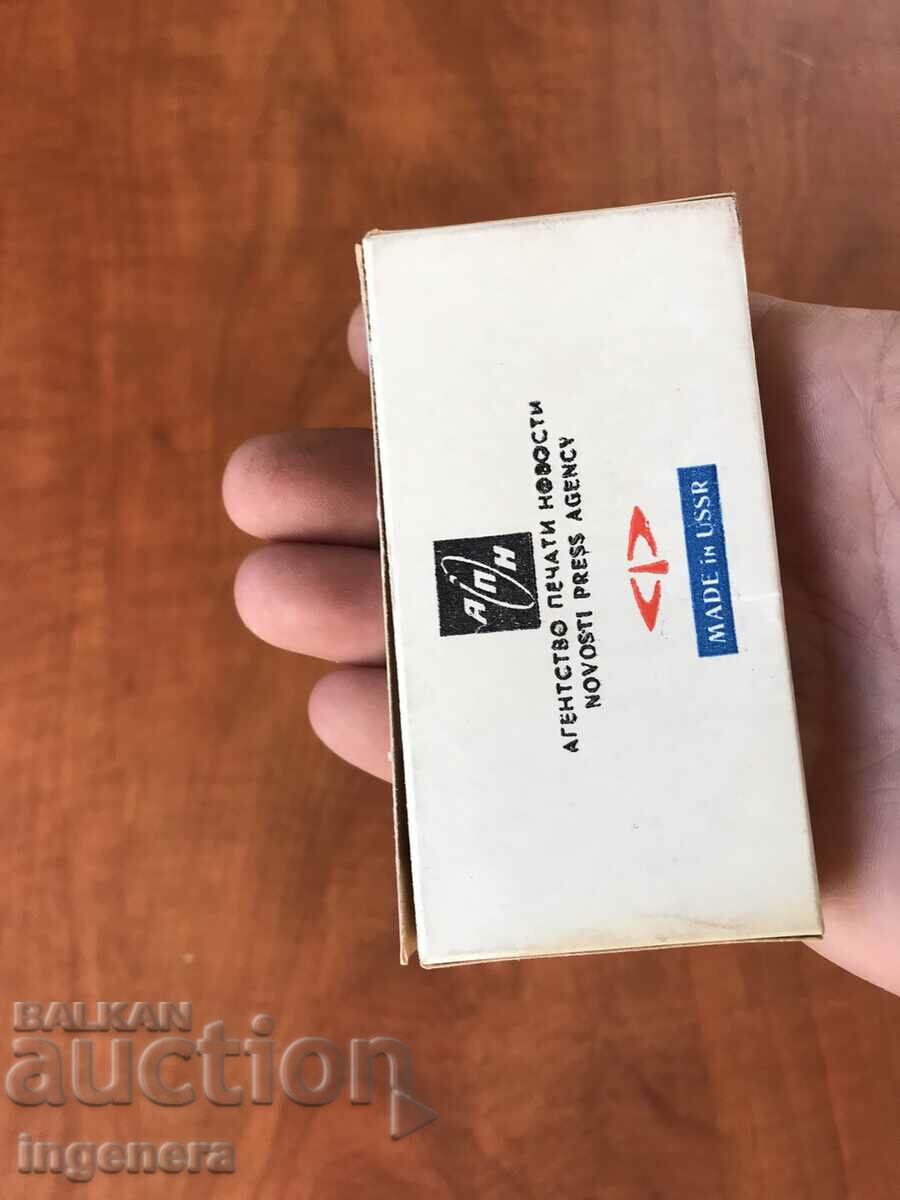 АПН
АГЕНТСТВО ПЕЧАТИ НОВОСТИ
NOVOSTI PRESS AGENCY
MADE in USSR
BALKAN
auction
ingenera